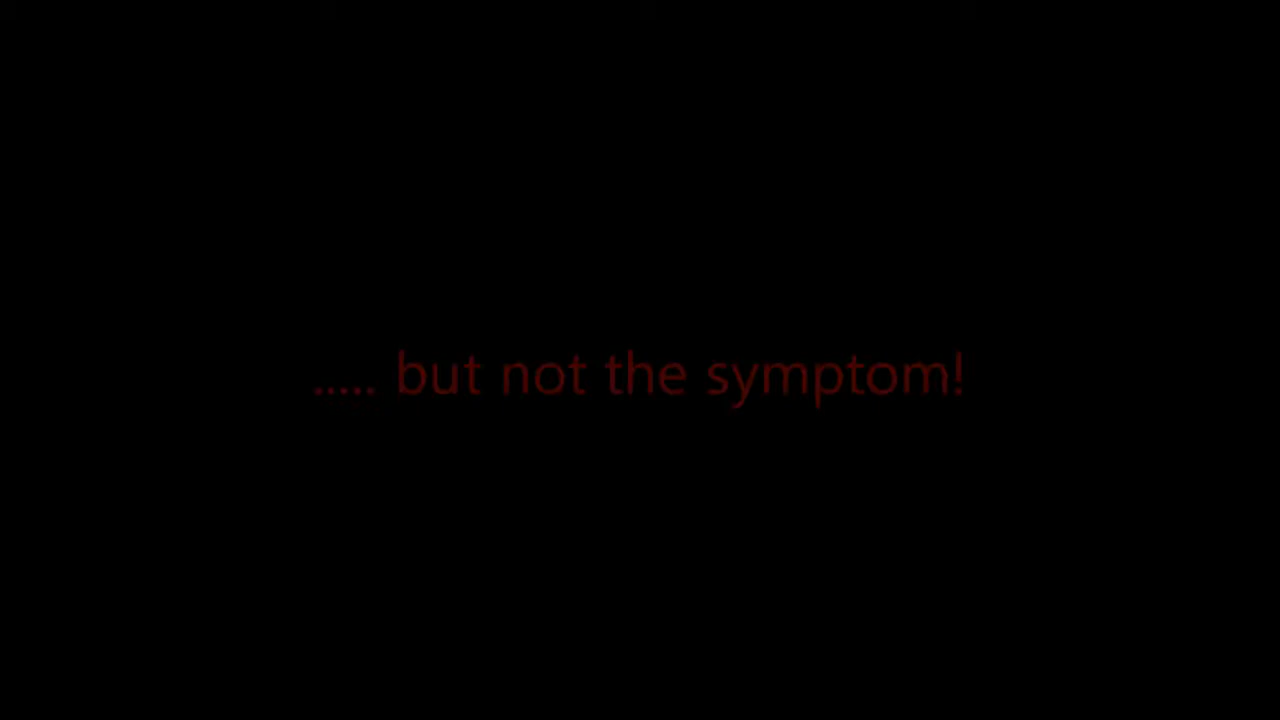 ..... but not the symptom!